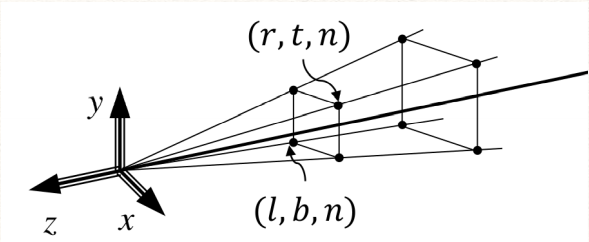 (r, t, n)
y
z
x
(l, b, n)